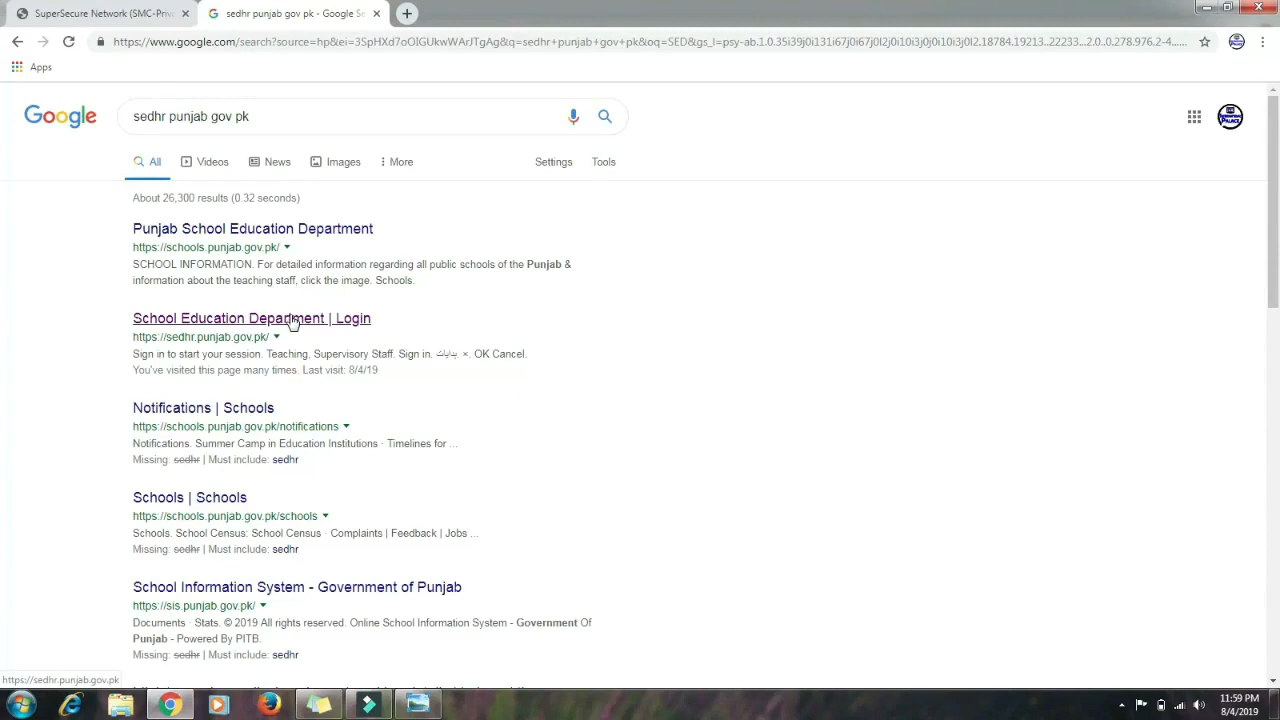 SuperSecure Network (SMC-Priva
sedhr punjab gov pk - Google Se
https://www.google.com/search?source=hp&ei=3SpHXd7oOIGUkwWArJTgAg&q=sedhr+punjab+gov+pk&oq=SED&gs_l=psy-ab.1.0.35i39j0i131i67j0i67j0l2j0i10i3j0j0i10i3j0l2.18784.19213..22233...2.0..0.278.976.2-4......
Apps
Google
sedhr punjab gov pk
All Videos News Images More Settings Tools
About 26,300 results (0.32 seconds)
Punjab School Education Department
https://schools.punjab.gov.pk/
SCHOOL INFORMATION. For detailed information regarding all public schools of the Punjab &
information about the teaching staff, click the image. Schools.
School Education Department | Login
https://sedhr.punjab.gov.pk/
Sign in to start your session. Teaching. Supervisory Staff. Sign in. ہدایات. ×. OK Cancel.
You've visited this page many times. Last visit: 8/4/19
Notifications | Schools
https://schools.punjab.gov.pk/notifications
Notifications. Summer Camp in Education Institutions · Timelines for ...
Missing: sedhr | Must include: sedhr
Schools | Schools
https://schools.punjab.gov.pk/schools
Schools. School Census: School Census · Complaints | Feedback | Jobs ...
Missing: sedhr | Must include: sedhr
School Information System - Government of Punjab
https://sis.punjab.gov.pk/
Documents · Stats. © 2019 All rights reserved. Online School Information System - Government Of
Punjab - Powered By PITB.
Missing: sedhr | Must include: sedhr
https://sedhr.punjab.gov.pk
11:59 PM
8/4/2019